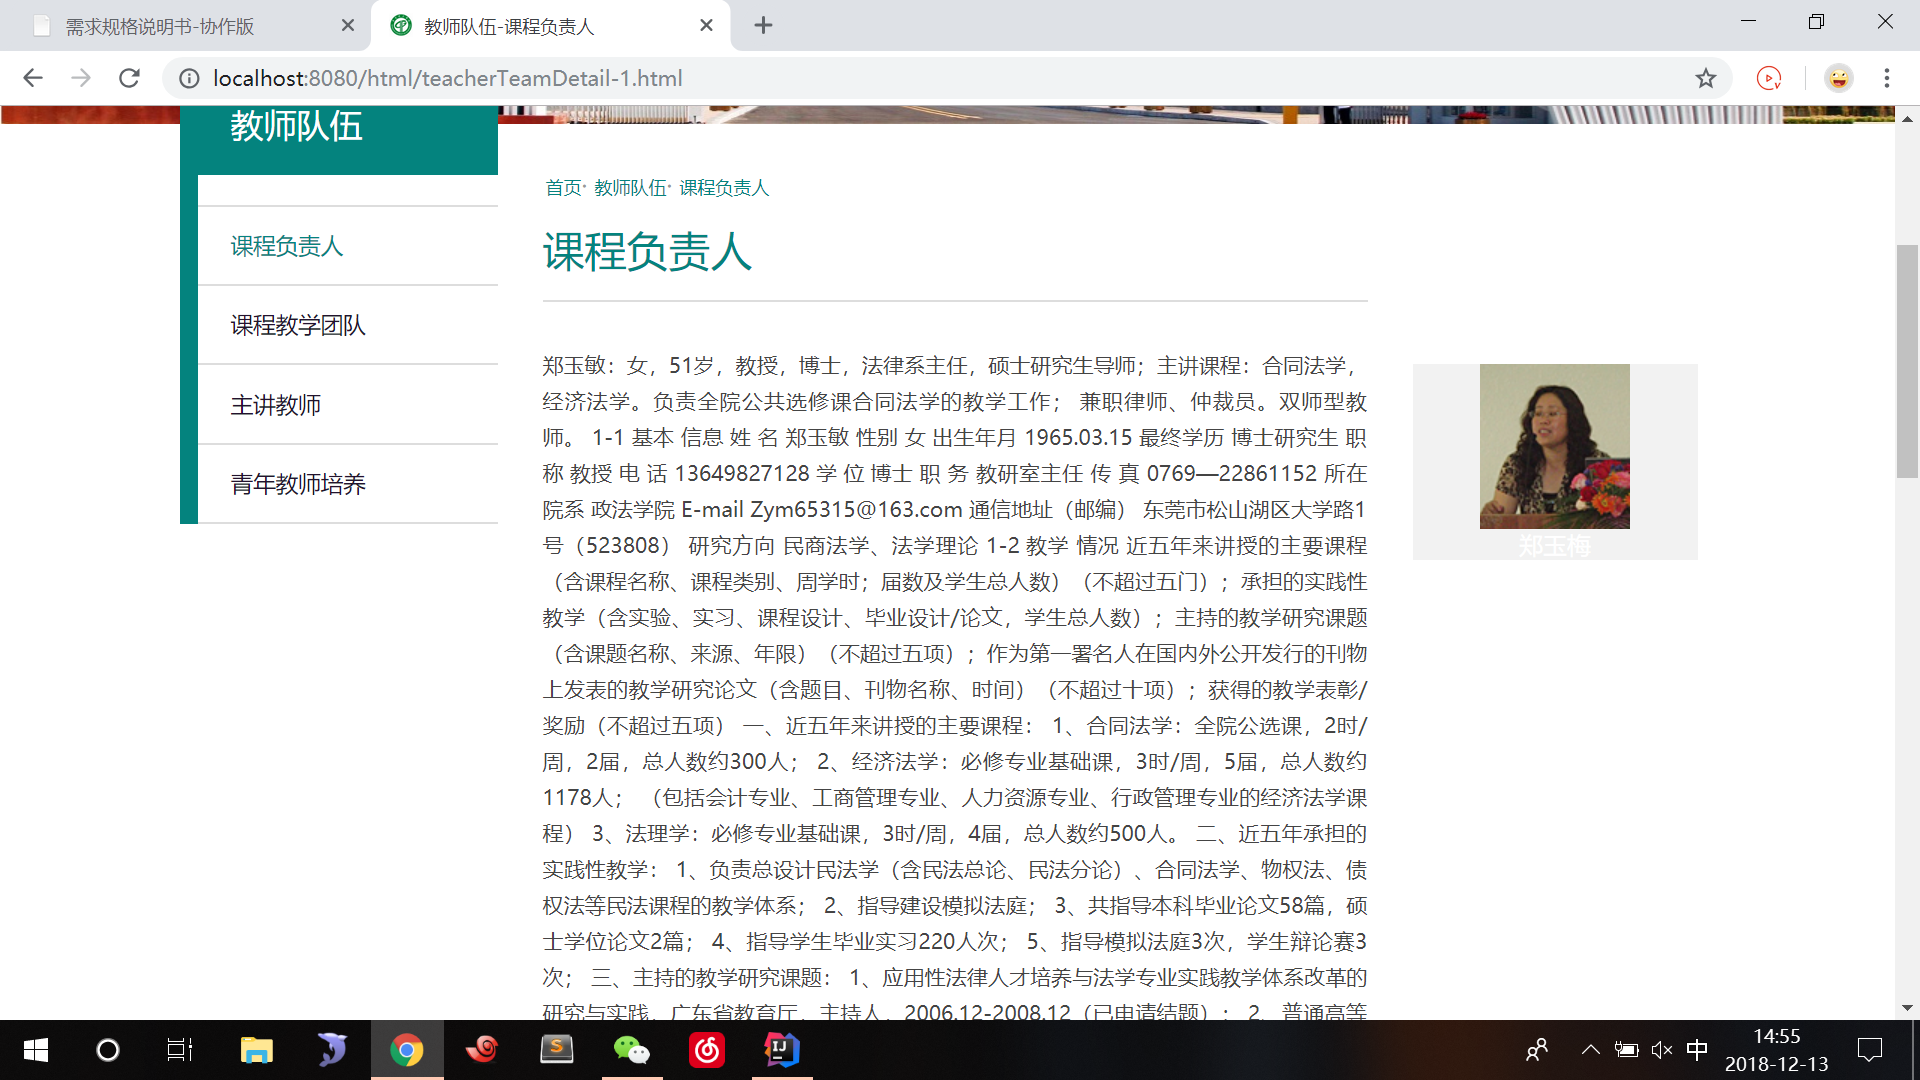 需求规格说明书-协作版
教师队伍-课程负责人
localhost:8080/html/teacherTeamDetail-1.html
教师队伍
课程负责人
课程教学团队
主讲教师
青年教师培养
首页· 教师队伍· 课程负责人
课程负责人
郑玉敏：女，51岁，教授，博士，法律系主任，硕士研究生导师；主讲课程：合同法学，
经济法学。负责全院公共选修课合同法学的教学工作； 兼职律师、仲裁员。双师型教
师。 1-1 基本 信息 姓 名 郑玉敏 性别 女 出生年月 1965.03.15 最终学历 博士研究生 职
称 教授 电 话 13649827128 学 位 博士 职 务 教研室主任 传 真 0769—22861152 所在
院系 政法学院 E-mail Zym65315@163.com 通信地址（邮编） 东莞市松山湖区大学路1
号（523808） 研究方向 民商法学、法学理论 1-2 教学 情况 近五年来讲授的主要课程
（含课程名称、课程类别、周学时；届数及学生总人数）（不超过五门）；承担的实践性
教学（含实验、实习、课程设计、毕业设计/论文，学生总人数）；主持的教学研究课题
（含课题名称、来源、年限）（不超过五项）；作为第一署名人在国内外公开发行的刊物
上发表的教学研究论文（含题目、刊物名称、时间）（不超过十项）；获得的教学表彰/
奖励（不超过五项） 一、近五年来讲授的主要课程： 1、合同法学：全院公选课，2时/
周，2届，总人数约300人； 2、经济法学：必修专业基础课，3时/周，5届，总人数约
1178人； （包括会计专业、工商管理专业、人力资源专业、行政管理专业的经济法学课
程） 3、法理学：必修专业基础课，3时/周，4届，总人数约500人。 二、近五年承担的
实践性教学： 1、负责总设计民法学（含民法总论、民法分论）、合同法学、物权法、债
权法等民法课程的教学体系； 2、指导建设模拟法庭； 3、共指导本科毕业论文58篇，硕
士学位论文2篇； 4、指导学生毕业实习220人次； 5、指导模拟法庭3次，学生辩论赛3
次； 三、主持的教学研究课题： 1、应用性法律人才培养与法学专业实践教学体系改革的
研究与实践，广东省教育厅，主持人，2006.12-2008.12（已申请结题）； 2、普通高等
郑玉梅
中
14:55
2018-12-13